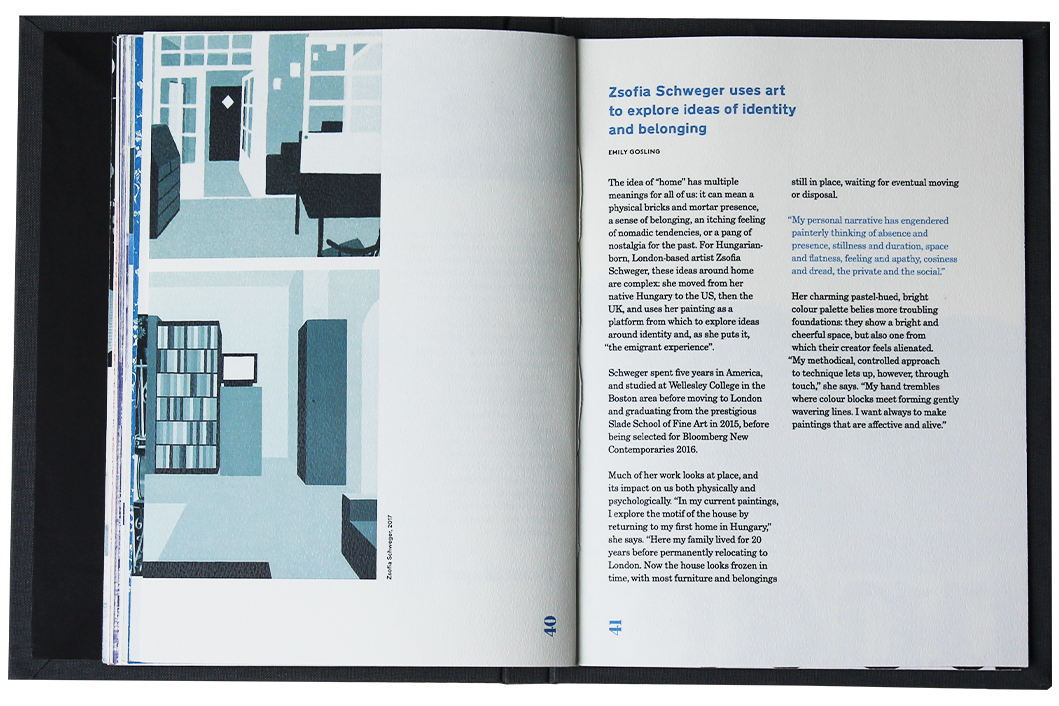 Zsofia Schweger, 2017
40
Zsofia Schweger uses art
to explore ideas of identity
and belonging
EMILY GOSLING
The idea of "home" has multiple
meanings for all of us: it can mean a
physical bricks and mortar presence,
a sense of belonging, an itching feeling
of nomadic tendencies, or a pang of
nostalgia for the past. For Hungarian-
born, London-based artist Zsofia
Schweger, these ideas around home
are complex: she moved from her
native Hungary to the US, then the
UK, and uses her painting as a
platform from which to explore ideas
around identity and, as she puts it,
"the emigrant experience".
Schweger spent five years in America,
and studied at Wellesley College in the
Boston area before moving to London
and graduating from the prestigious
Slade School of Fine Art in 2015, before
being selected for Bloomberg New
Contemporaries 2016.
Much of her work looks at place, and
its impact on us both physically and
psychologically. "In my current paintings,
I explore the motif of the house by
returning to my first home in Hungary,"
she says. "Here my family lived for 20
years before permanently relocating to
London. Now the house looks frozen in
time, with most furniture and belongings
still in place, waiting for eventual moving
or disposal.
"My personal narrative has engendered
painterly thinking of absence and
presence, stillness and duration, space
and flatness, feeling and apathy, cosiness
and dread, the private and the social."
Her charming pastel-hued, bright
colour palette belies more troubling
foundations: they show a bright and
cheerful space, but also one from
which their creator feels alienated.
"My methodical, controlled approach
to technique lets up, however, through
touch," she says. "My hand trembles
where colour blocks meet forming gently
wavering lines. I want always to make
paintings that are affective and alive."
41